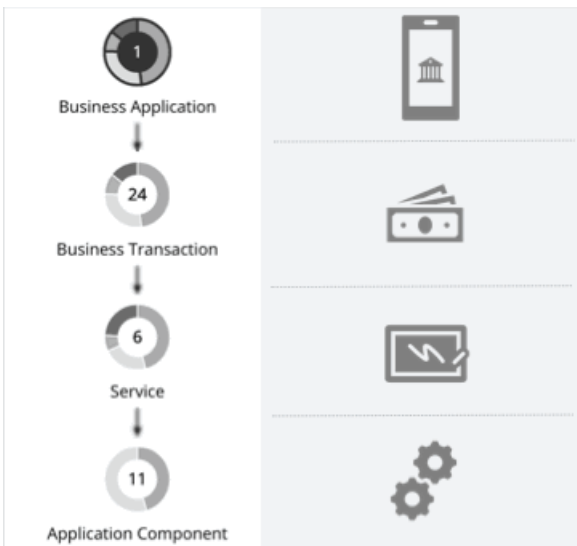 1
Business Application
24
Business Transaction
6
Service
11
Application Component